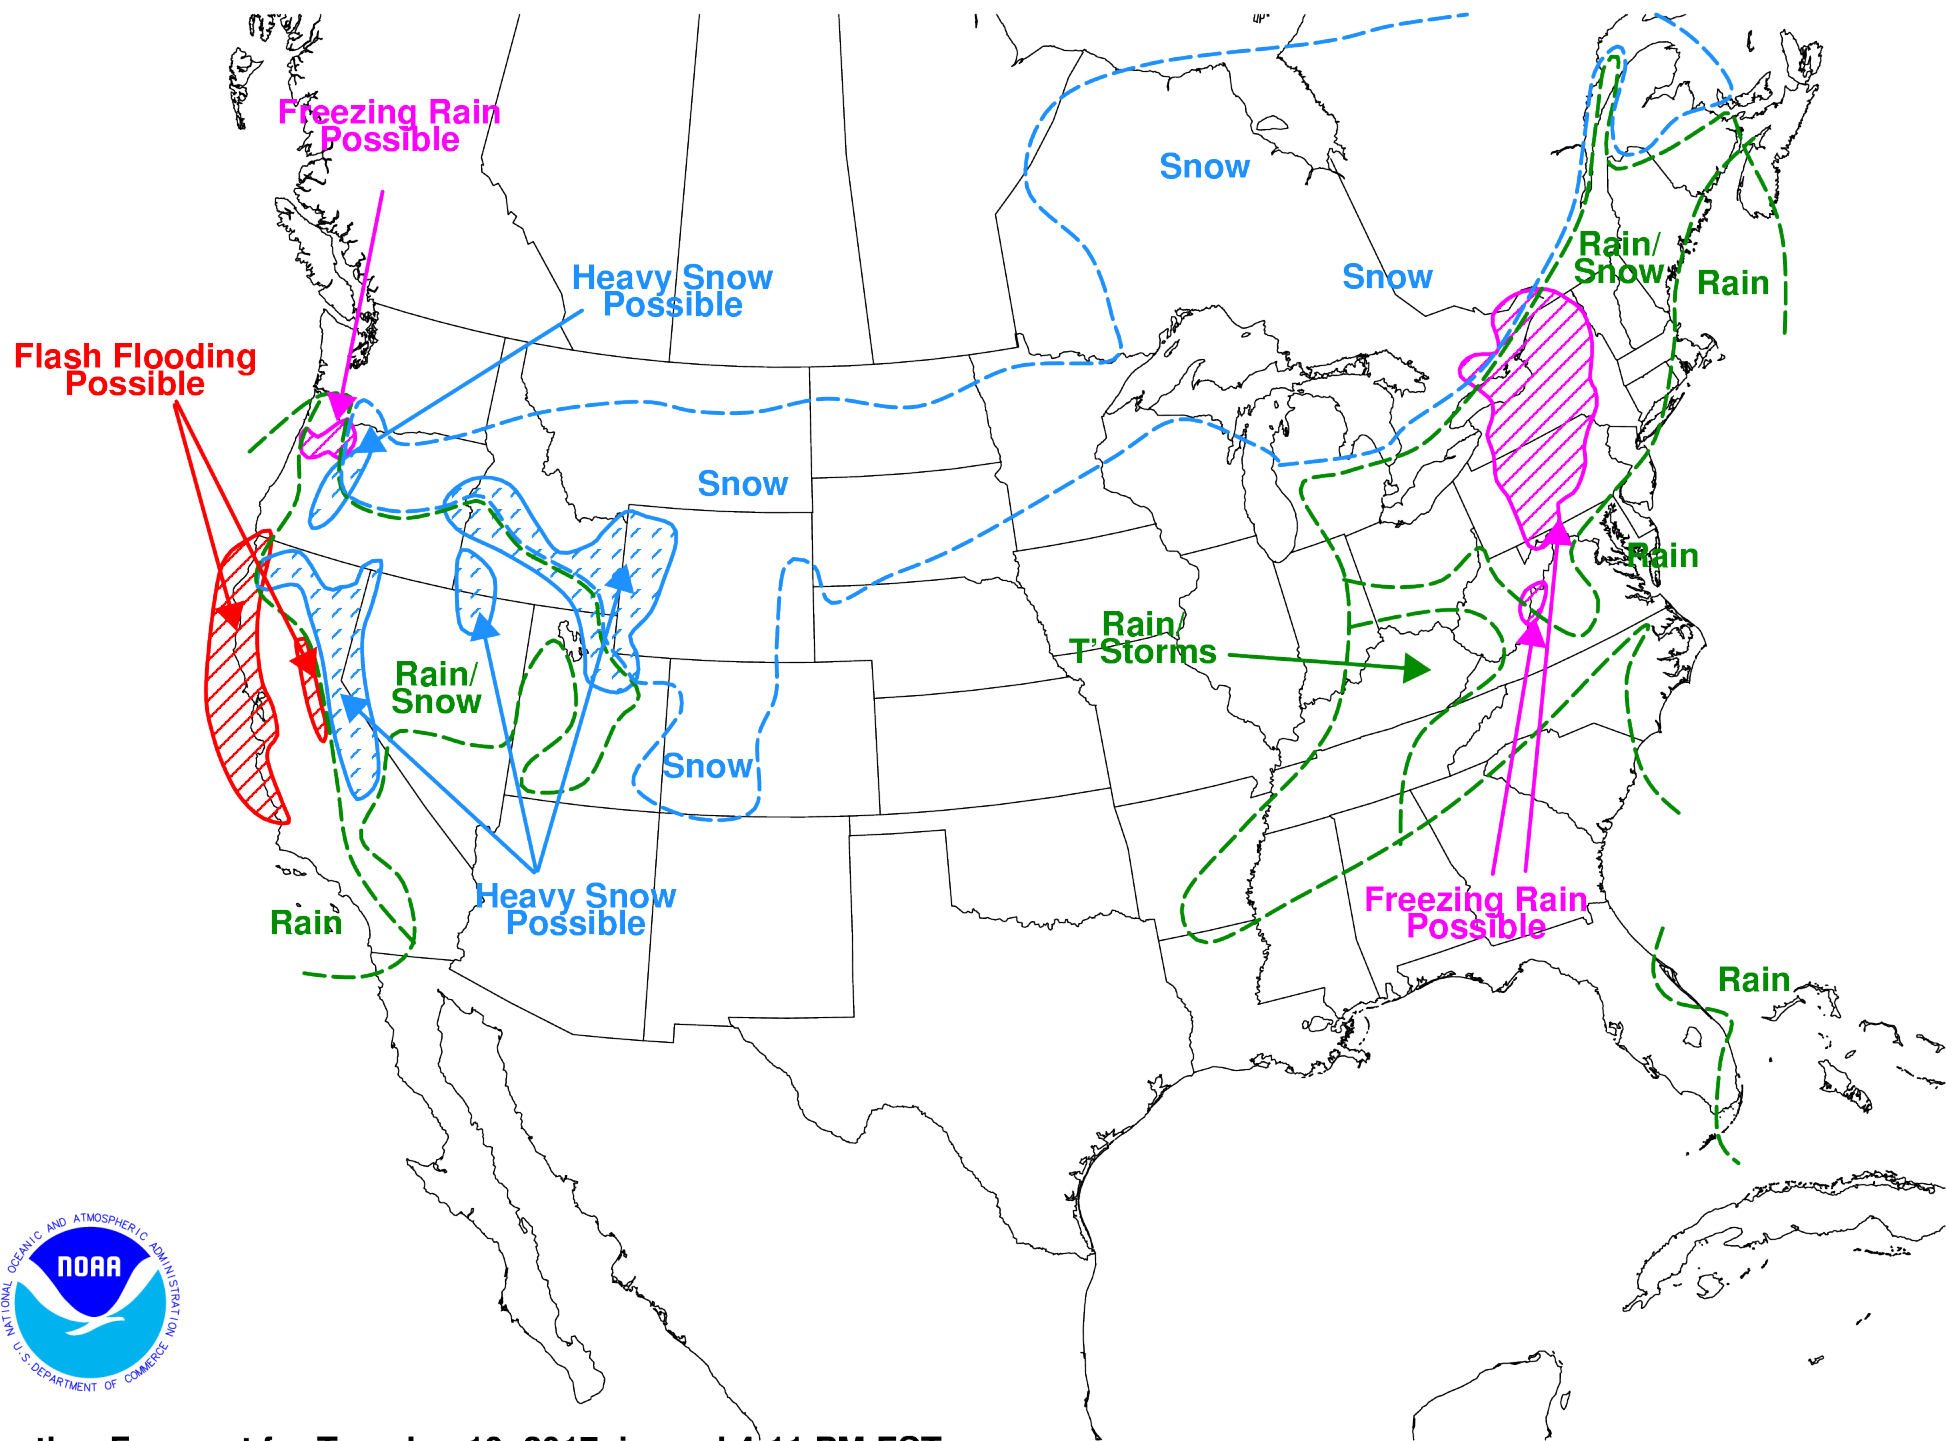 Freezing Rain
Possible
Snow
Heavy Snow
Possible
Snow
Rain/
Snow
Rain
Flash Flooding
Possible
Snow
Rain
Rain/
T'Storms
Rain/
Snow
Snow
Heavy Snow
Possible
Rain
Freezing Rain
Possible
Rain
NATIONAL OCEANIC AND ATMOSPHERIC ADMINISTRATION
NOAA
U.S. DEPARTMENT OF COMMERCE